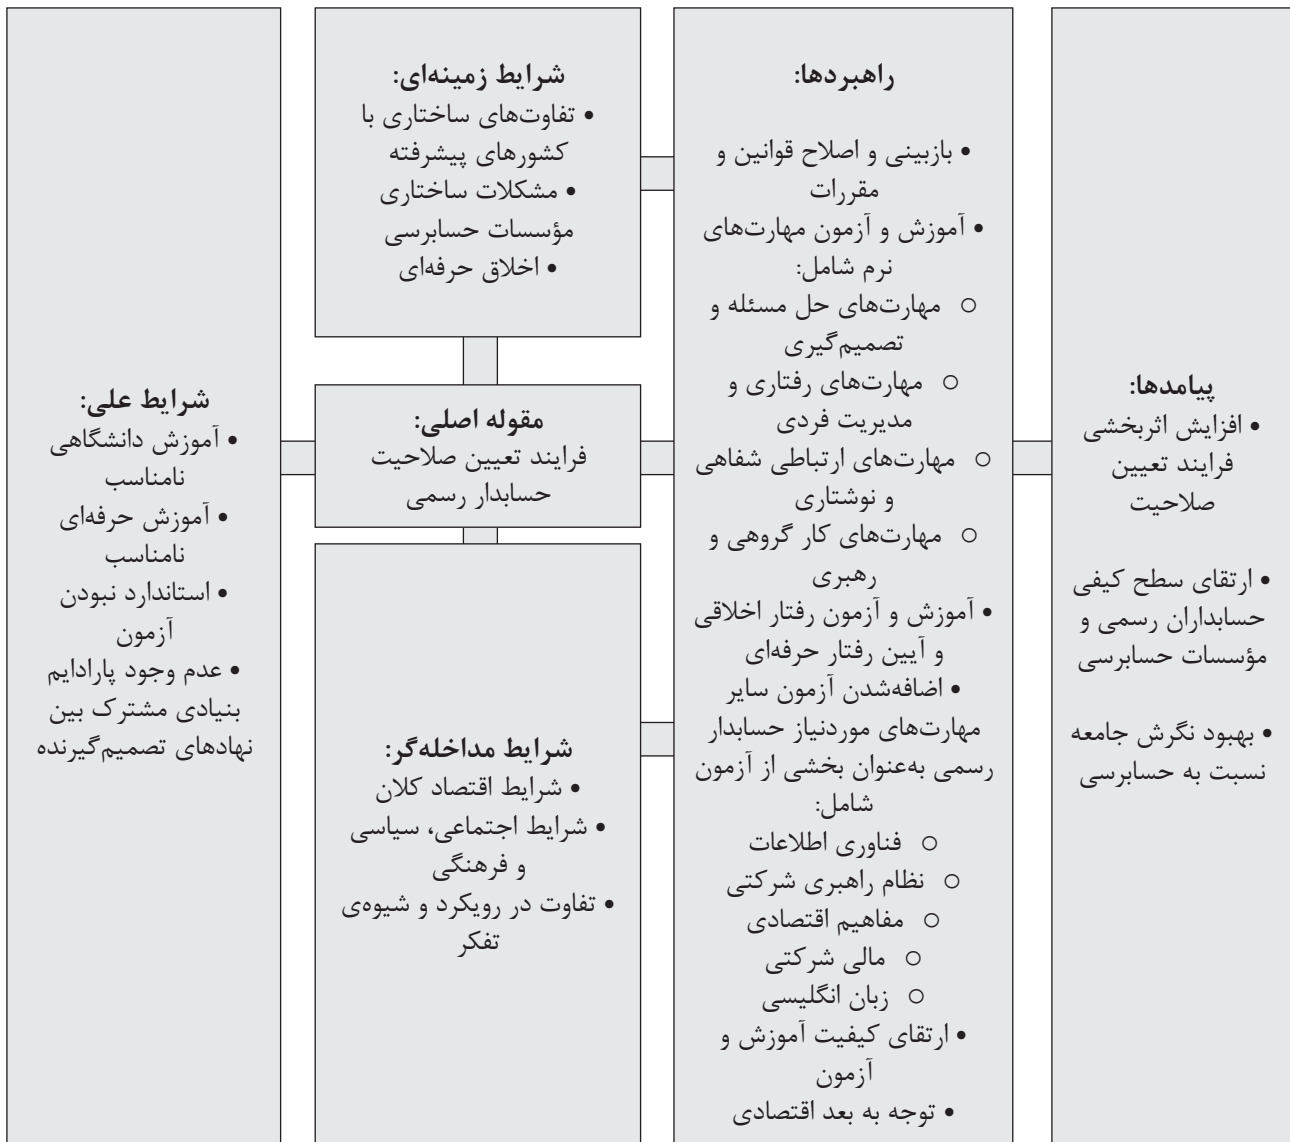 شرایط علی:
• آموزش دانشگاهی
نامناسب
• آموزش حرفه‌ای
نامناسب
• استاندارد نبودن
آزمون
• عدم وجود پارادایم
بنیادی مشترک بین
نهادهای تصمیم‌گیرنده
شرایط زمینه‌ای:
• تفاوت‌های ساختاری با
کشورهای پیشرفته
• مشکلات ساختاری
مؤسسات حسابرسی
• اخلاق حرفه‌ای
مقوله اصلی:
فرایند تعیین صلاحیت
حسابدار رسمی
شرایط مداخله‌گر:
• شرایط اقتصاد کلان
• شرایط اجتماعی، سیاسی
و فرهنگی
• تفاوت در رویکرد و شیوه‌ی
تفکر
راهبردها:
• بازبینی و اصلاح قوانین و
مقررات
• آموزش و آزمون مهارت‌های
نرم شامل:
○ مهارت‌های حل مسئله و
تصمیم‌گیری
○ مهارت‌های رفتاری و
مدیریت فردی
○ مهارت‌های ارتباطی شفاهی
و نوشتاری
○ مهارت‌های کار گروهی و
رهبری
• آموزش و آزمون رفتار اخلاقی
و آیین رفتار حرفه‌ای
• اضافه‌شدن آزمون سایر
مهارت‌های موردنیاز حسابدار
رسمی به‌عنوان بخشی از آزمون
شامل:
○ فناوری اطلاعات
○ نظام راهبری شرکتی
○ مفاهیم اقتصادی
○ مالی شرکتی
○ زبان انگلیسی
• ارتقای کیفیت آموزش و
آزمون
• توجه به بعد اقتصادی
پیامدها:
• افزایش اثربخشی
فرایند تعیین
صلاحیت
• ارتقای سطح کیفی
حسابداران رسمی و
مؤسسات حسابرسی
• بهبود نگرش جامعه
نسبت به حسابرسی